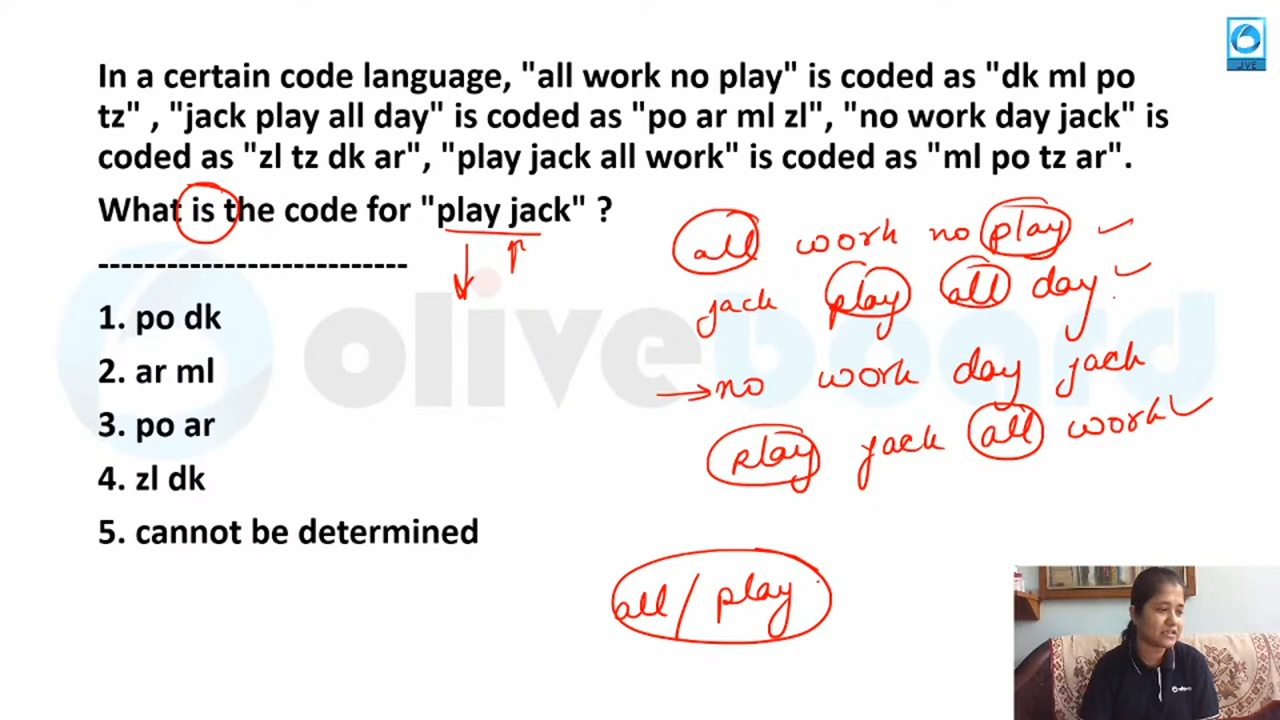 LIVE
In a certain code language, "all work no play" is coded as "dk ml po
tz" , "jack play all day" is coded as "po ar ml zl", "no work day jack" is
coded as "zl tz dk ar", "play jack all work" is coded as "ml po tz ar".
What is the code for "play jack" ?
---------------------------
1. po dk
2. ar ml
3. po ar
4. zl dk
5. cannot be determined
oliveboard
all work no play
jack play all day
no work day jack
play jack all work
all / play